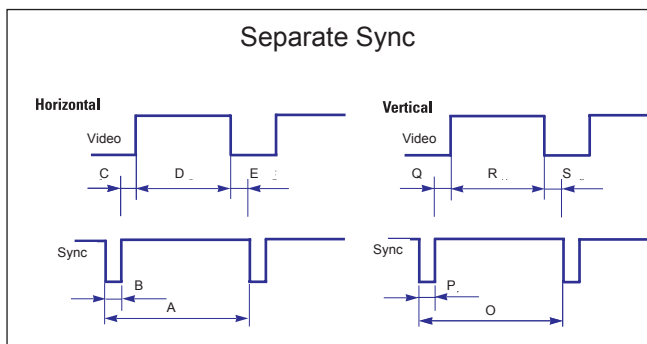 Separate Sync
Horizontal
Vertical
Video
Video
C D E
Q R S
Sync
Sync
B
P
A
O